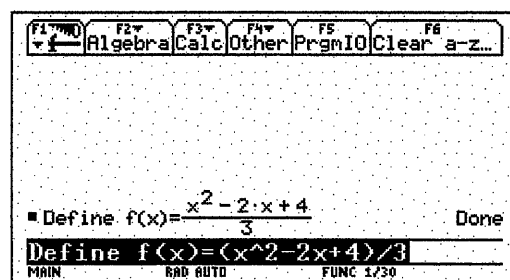 F1 F2 F3 F4 F5 F6
Algebra Calc Other PrgmIO Clear a-z…
■Define f(x)=(x^2 - 2·x + 4)/3 Done
Define f(x)=(x^2-2x+4)/3
MAIN RAD AUTO FUNC 1/30